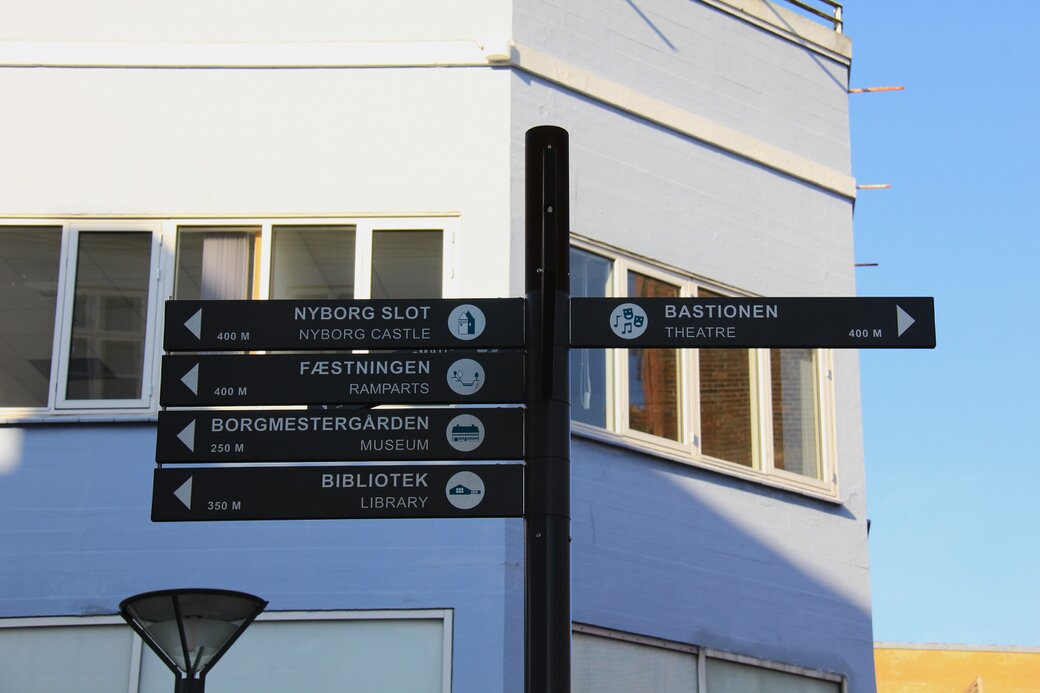 NYBORG SLOT
NYBORG CASTLE
400 M
FÆSTNINGEN
RAMPARTS
400 M
BORGMESTERGÅRDEN
MUSEUM
250 M
BIBLIOTEK
LIBRARY
350 M
BASTIONEN
THEATRE
400 M